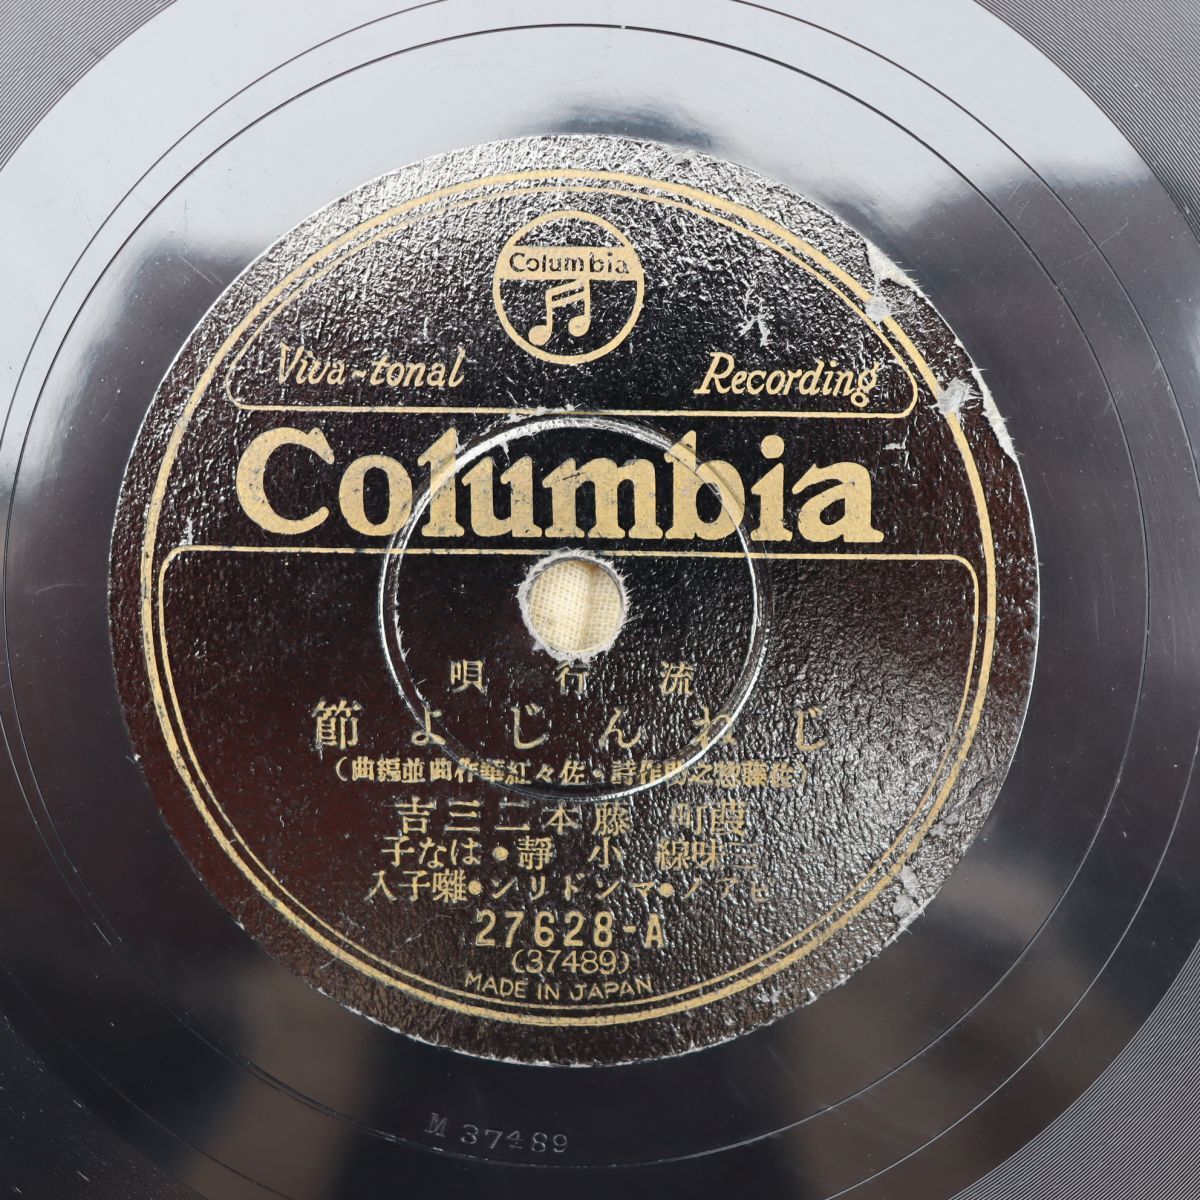 Columbia
Viva-tonal Recording
Columbia
流行唄
じねんじよ節
(佐藤惣之助作詩・佐々紅華作曲並編曲)
葭町 藤本二三吉
三味線 小靜・はな子
ピアノ・マンドリン・囃子入
27628-A
(37489)
MADE IN JAPAN
M 37489